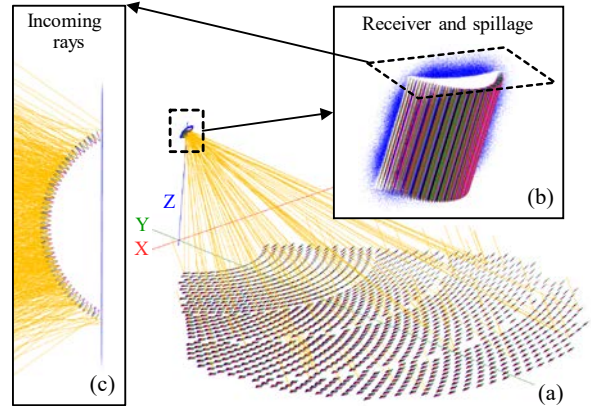 Incoming
rays
Receiver and spillage
(b)
Z
Y
X
(c)
(a)